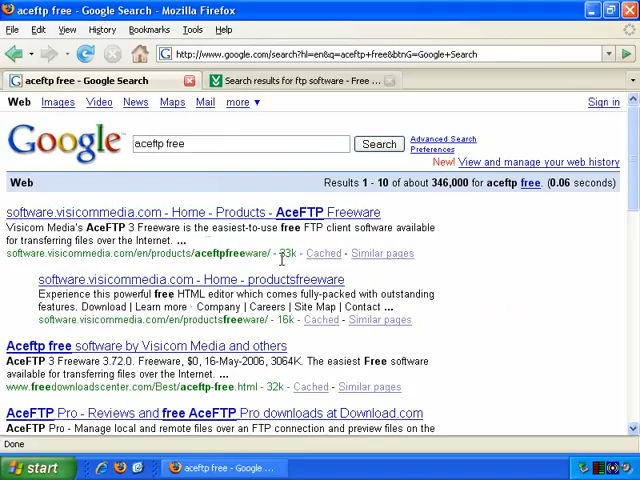 aceftp free - Google Search - Mozilla Firefox
File Edit View History Bookmarks Tools Help
http://www.google.com/search?hl=en&q=aceftp+free&btnG=Google+Search
aceftp free - Google Search
Search results for ftp software - Free ...
Web Images Video News Maps Mail more ▼ Sign in
Google
aceftp free
Search
Advanced Search
Preferences
New! View and manage your web history
Web Results 1 - 10 of about 346,000 for aceftp free. (0.06 seconds)
software.visicommedia.com - Home - Products - AceFTP Freeware
Visicom Media's AceFTP 3 Freeware is the easiest-to-use free FTP client software available
for transferring files over the Internet. ...
software.visicommedia.com/en/products/aceftpfreeware/ - 33k - Cached - Similar pages
software.visicommedia.com - Home - productsfreeware
Experience this powerful free HTML editor which comes fully-packed with outstanding
features. Download | Learn more · Company | Careers | Site Map | Contact ...
software.visicommedia.com/en/productsfreeware/ - 16k - Cached - Similar pages
Aceftp free software by Visicom Media and others
AceFTP 3 Freeware 3.72.0. Freeware, $0, 16-May-2006, 3064K. The easiest Free software
available for transferring files over the Internet. ...
www.freedownloadscenter.com/Best/aceftp-free.html - 32k - Cached - Similar pages
AceFTP Pro - Reviews and free AceFTP Pro downloads at Download.com
AceFTP Pro - Manage local and remote files over an FTP connection and preview files on the
Done
start
aceftp free - Google ...